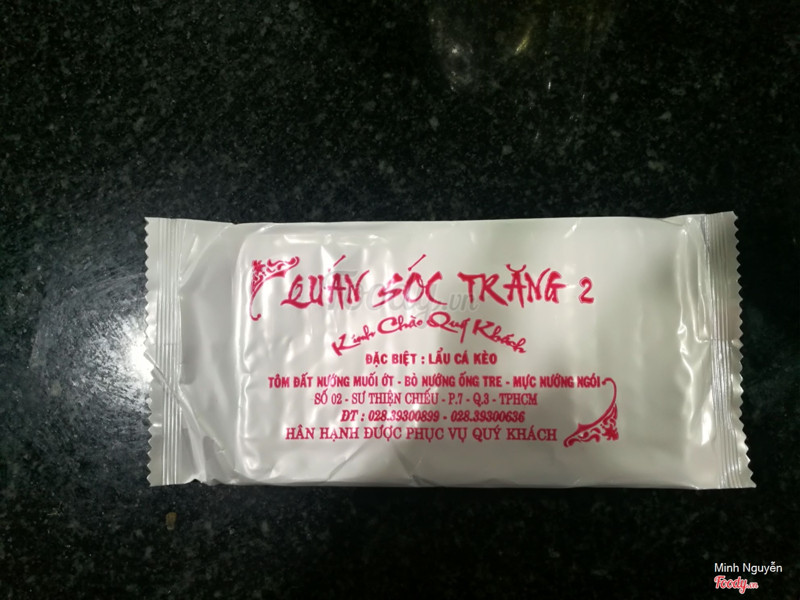 QUÁN SÓC TRĂNG 2
Kính Chào Quý Khách
ĐẶC BIỆT : LẨU CÁ KÈO
TÔM ĐẤT NƯỚNG MUỐI ỚT - BÒ NƯỚNG ỐNG TRE - MỰC NƯỚNG NGÓI
SỐ 02 - SƯ THIỆN CHIẾU - P.7 - Q.3 - TPHCM
ĐT : 028.39300899 - 028.39300636
HÂN HẠNH ĐƯỢC PHỤC VỤ QUÝ KHÁCH
Foody.vn
Minh Nguyễn
Foody.vn